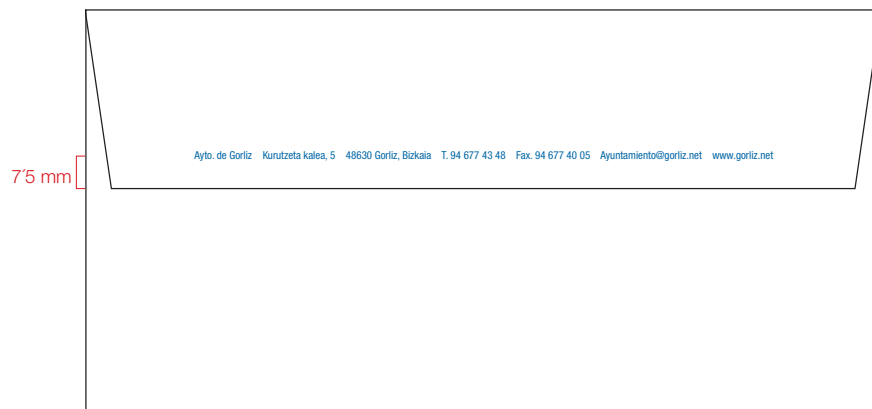 Ayto. de Gorliz Kurutzeta kalea, 5 48630 Gorliz, Bizkaia T. 94 677 43 48 Fax. 94 677 40 05 Ayuntamiento@gorliz.net www.gorliz.net
7´5 mm